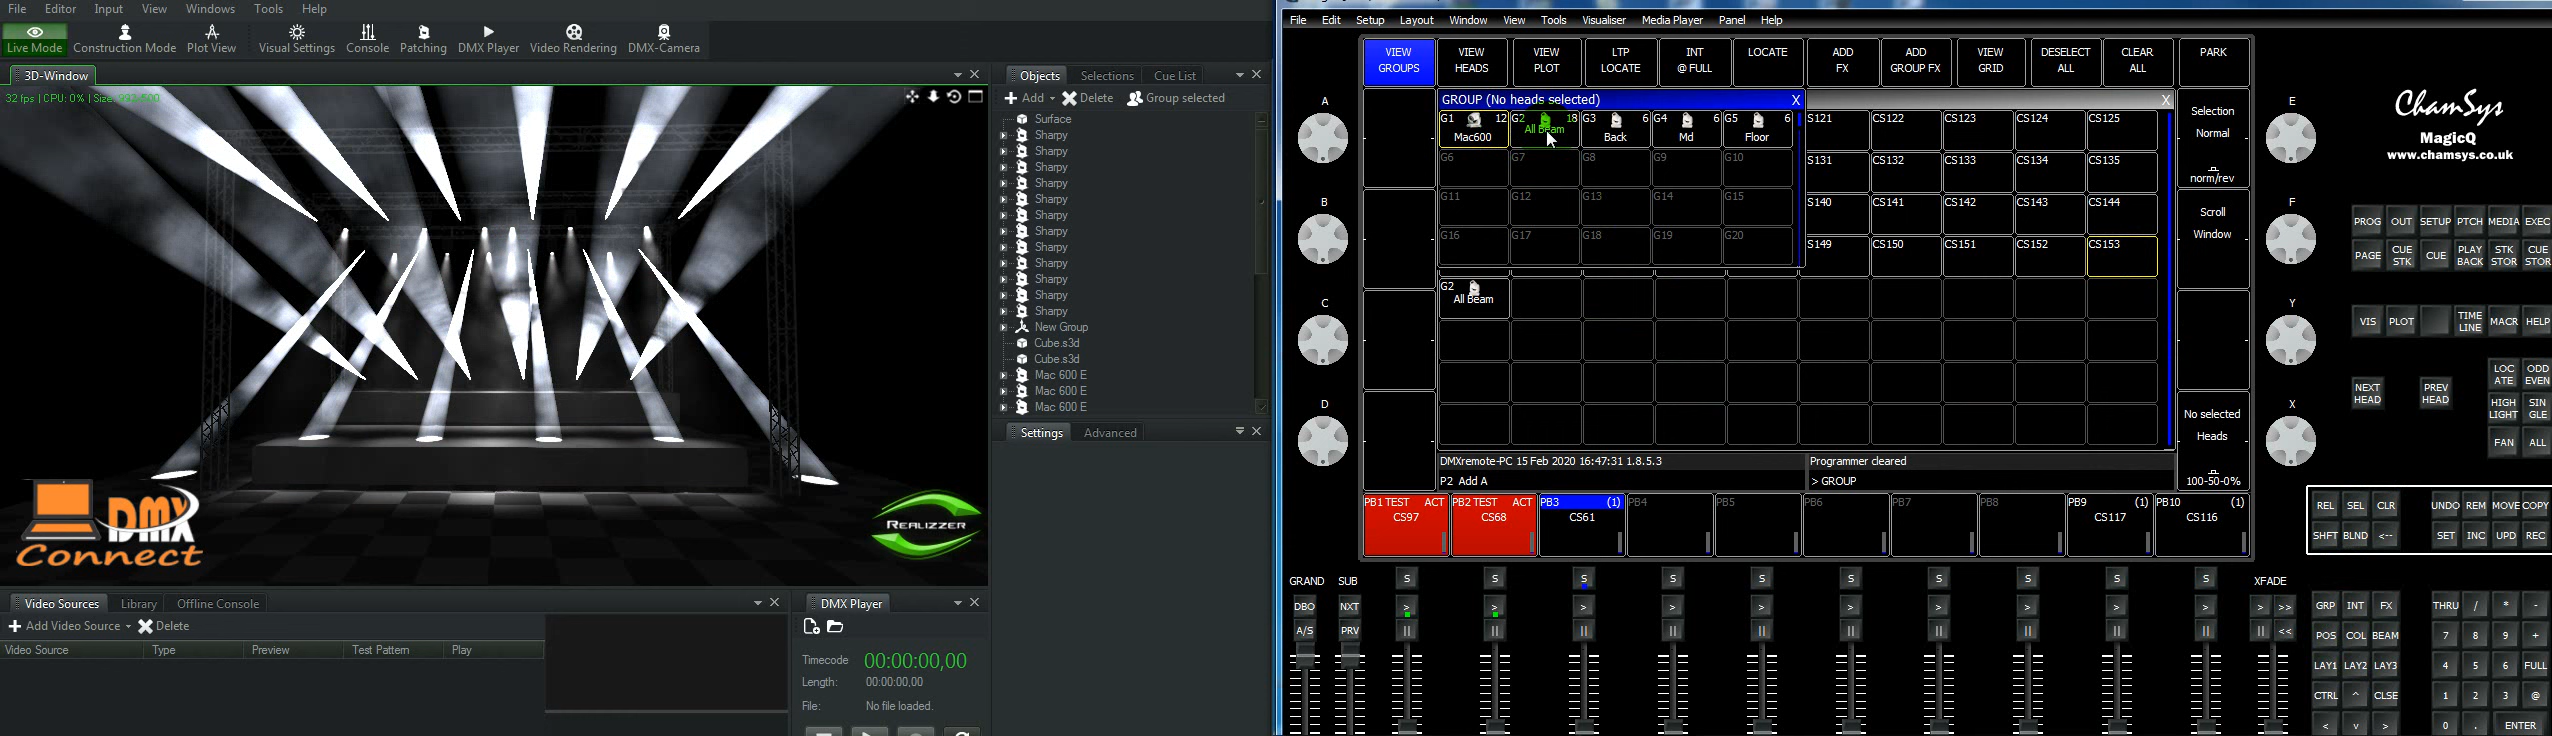 File Editor Input View Windows Tools Help
Live Mode Construction Mode Plot View Visual Settings Console Patching DMX Player Video Rendering DMX-Camera
3D-Window
32 fps | CPU: 0% | Size:
DMX
Connect
REALIZZER
Objects Selections Cue List
Add Delete Group selected
Surface
Sharpy
Sharpy
Sharpy
Sharpy
Sharpy
Sharpy
Sharpy
Sharpy
Sharpy
Sharpy
Sharpy
Sharpy
New Group
Cube.s3d
Cube.s3d
Mac 600 E
Mac 600 E
Mac 600 E
Settings Advanced
Video Sources Library Offline Console
Add Video Source Delete
Video Source Type Preview Test Pattern Play
DMX Player
Timecode 00:00:00,00
Length: 00:00:00,00
File: No file loaded.
File Edit Setup Layout Window View Tools Visualiser Media Player Panel Help
VIEW GROUPS
VIEW HEADS
VIEW PLOT
LTP LOCATE
INT @ FULL
LOCATE
ADD FX
ADD GROUP FX
VIEW GRID
DESELECT ALL
CLEAR ALL
PARK
GROUP (No heads selected) X
X
G1 12 G2 18 G3 6 G4 6 G5 6
Mac600 All Beam Back Md Floor
G6 G7 G8 G9 G10
G11 G12 G13 G14 G15
G16 G17 G18 G19 G20
S121 CS122 CS123 CS124 CS125
S131 CS132 CS133 CS134 CS135
S140 CS141 CS142 CS143 CS144
S149 CS150 CS151 CS152 CS153
G2
All Beam
Selection
Normal
norm/rev
Scroll
Window
No selected
Heads
100-50-0%
DMXremote-PC 15 Feb 2020 16:47:31 1.8.5.3
P2 Add A
Programmer cleared
> GROUP
PB1 TEST ACT PB2 TEST ACT PB3 (1) PB4 PB5 PB6 PB7 PB8 PB9 (1) PB10 (1)
CS97 CS68 CS61 CS117 CS116
A
B
C
D
E
F
Y
X
ChamSys
MagicQ
www.chamsys.co.uk
PROG OUT SETUP PTCH MEDIA EXEC
PAGE CUE STK CUE PLAY BACK STK STOR CUE STOR
VIS PLOT TIME LINE MACR HELP
LOC ATE ODD EVEN
NEXT HEAD PREV HEAD
HIGH LIGHT SIN GLE
FAN ALL
REL SEL CLR UNDO REM MOVE COPY
SHFT BLND <-- SET INC UPD REC
GRAND SUB S S S S S S S S S S XFADE
DBO NXT > > > > > > > > > > > >>
A/S PRV || || || || || || || || || || || <<
GRP INT FX THRU / * -
POS COL BEAM 7 8 9 +
LAY1 LAY2 LAY3 4 5 6 FULL
CTRL ^ CLSE 1 2 3 @
< v > 0 . ENTER